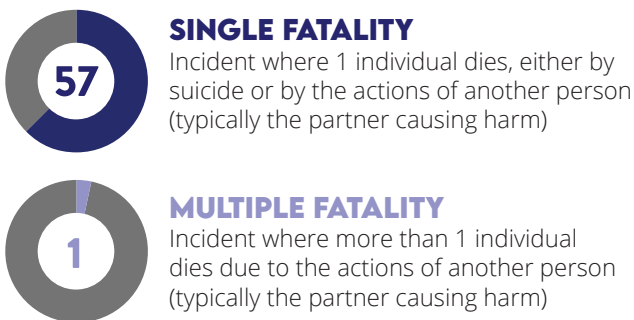 57
SINGLE FATALITY
Incident where 1 individual dies, either by
suicide or by the actions of another person
(typically the partner causing harm)
1
MULTIPLE FATALITY
Incident where more than 1 individual
dies due to the actions of another person
(typically the partner causing harm)